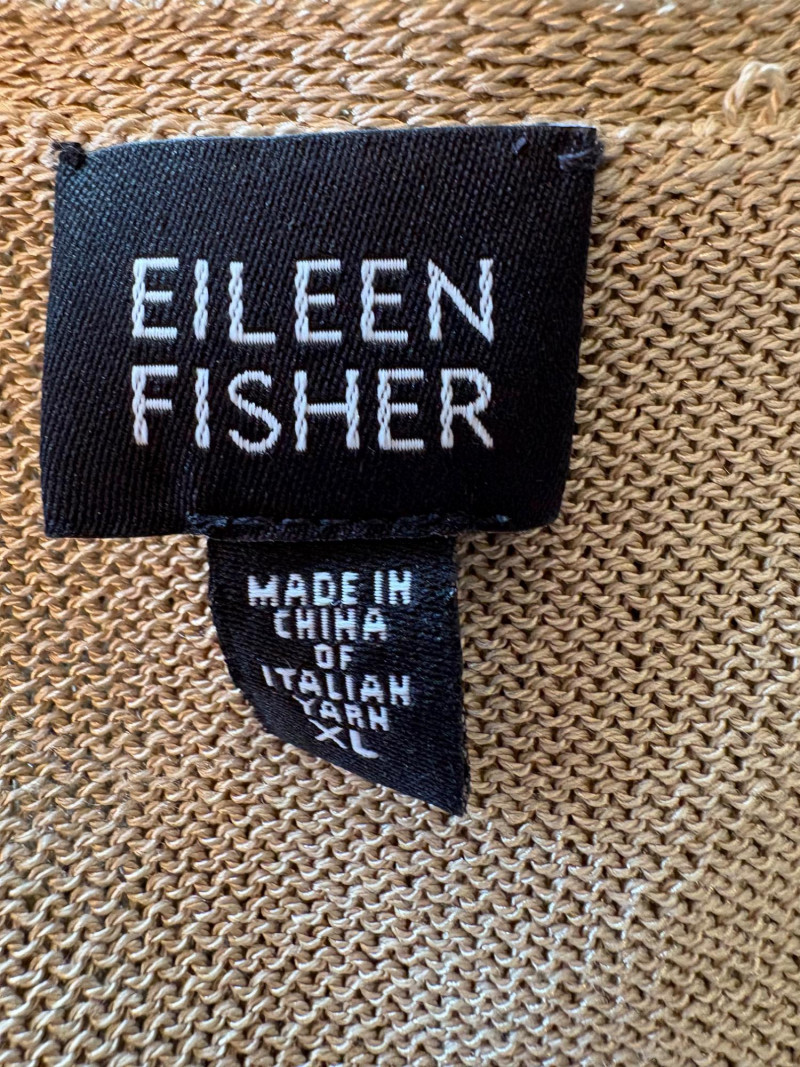 EILEEN
FISHER
MADE IN
CHINA
OF
ITALIAN
YARN
XL